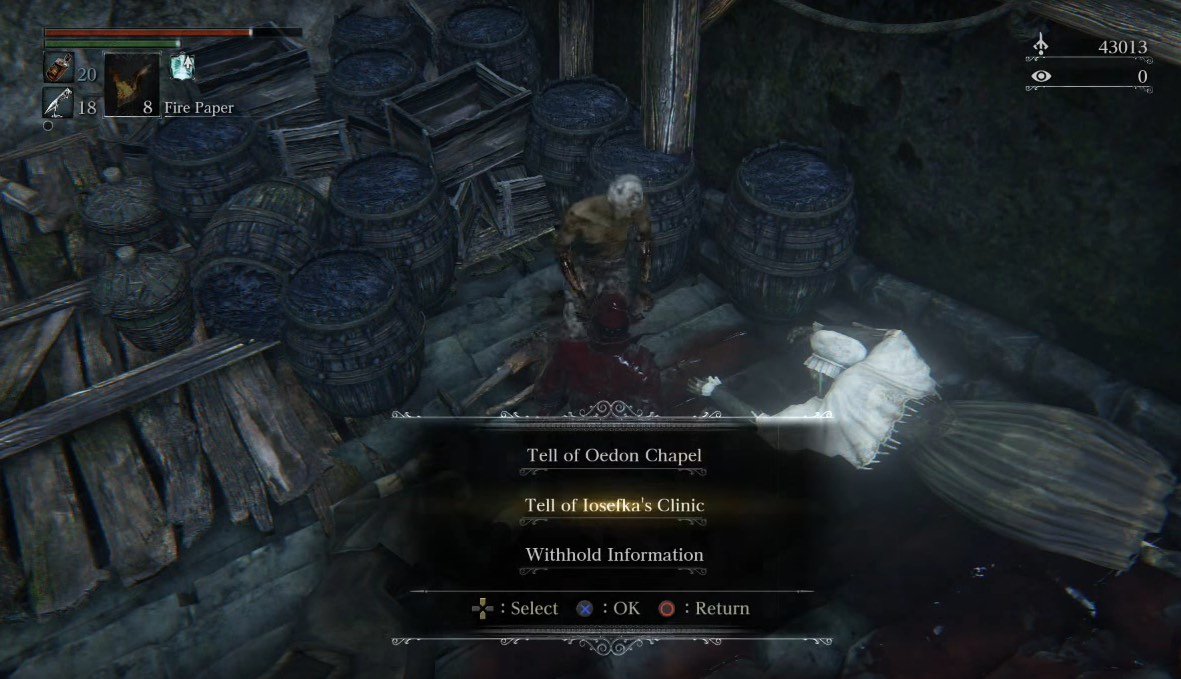 43013
20
18
8
Fire Paper
0
Tell of Oedon Chapel
Tell of Iosefka's Clinic
Withhold Information
: Select
: OK
: Return